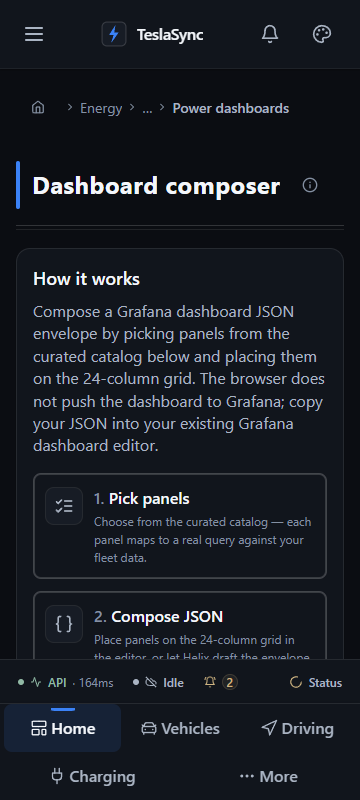 TeslaSync
Energy > ... > Power dashboards
Dashboard composer
How it works
Compose a Grafana dashboard JSON
envelope by picking panels from the
curated catalog below and placing them
on the 24-column grid. The browser does
not push the dashboard to Grafana; copy
your JSON into your existing Grafana
dashboard editor.
1. Pick panels
Choose from the curated catalog — each
panel maps to a real query against your
fleet data.
2. Compose JSON
Place panels on the 24-column grid in
the editor, or let Helix draft the envelope
API · 164ms Idle 2 Status
Home Vehicles Driving
Charging More